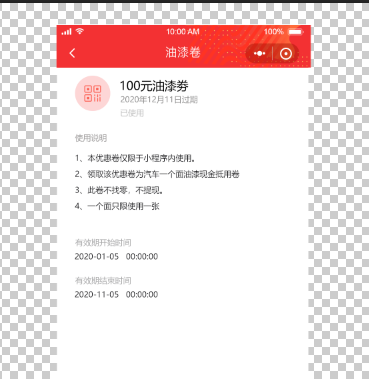 10:00 AM
100%
油漆卷
100元油漆券
2020年12月11日过期
已使用
使用说明
1、本优惠卷仅限于小程序内使用。
2、领取该优惠卷为汽车一个面油漆现金抵用卷
3、此卷不找零、不提现。
4、一个面只限使用一张
有效期开始时间
2020-01-05 00:00:00
有效期结束时间
2020-11-05 00:00:00